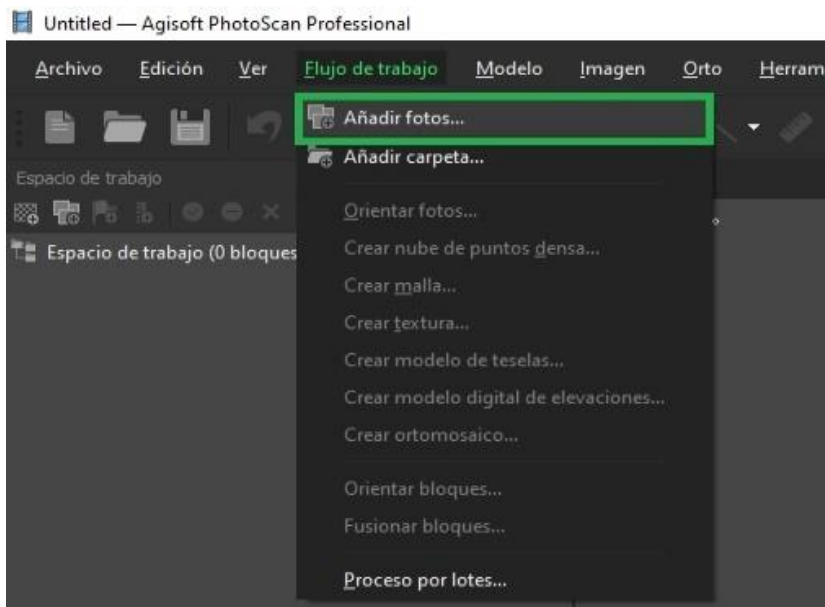 Untitled — Agisoft PhotoScan Professional
Archivo Edición Ver Flujo de trabajo Modelo Imagen Orto Herram
Añadir fotos...
Añadir carpeta...
Espacio de trabajo
Espacio de trabajo (0 bloques
Orientar fotos...
Crear nube de puntos densa...
Crear malla...
Crear textura...
Crear modelo de teselas...
Crear modelo digital de elevaciones...
Crear ortomosaico...
Orientar bloques...
Fusionar bloques...
Proceso por lotes...